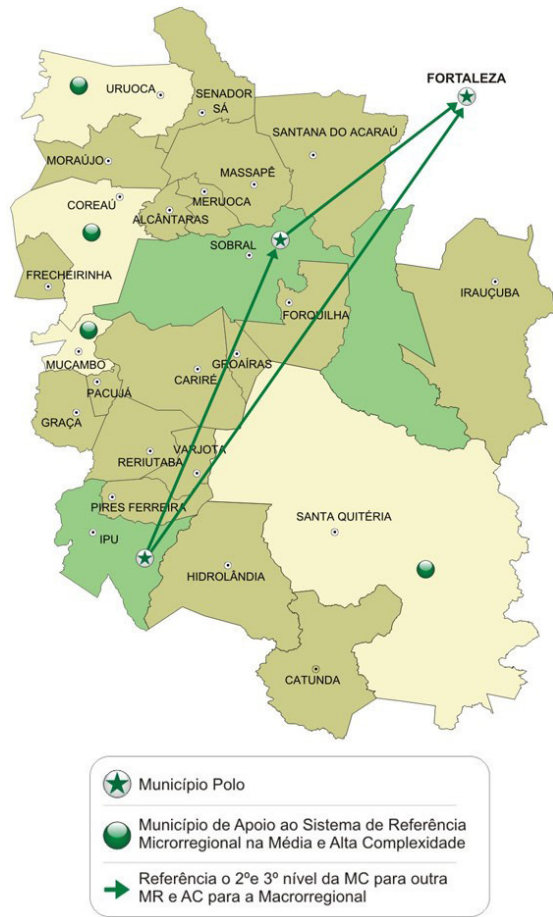 URUOCA
SENADOR
SÁ
FORTALEZA
SANTANA DO ACARAÚ
MORAÚJO
MASSAPÊ
COREAÚ
MERUOCA
ALCÂNTARAS
SOBRAL
FRECHEIRINHA
IRAUÇUBA
FORQUILHA
MUCAMBO
GROAÍRAS
CARIRÉ
PACUJÁ
GRAÇA
VARJOTA
RERIUTABA
PIRES FERREIRA
IPU
SANTA QUITÉRIA
HIDROLÂNDIA
CATUNDA
Município Polo
Município de Apoio ao Sistema de Referência
Microrregional na Média e Alta Complexidade
Referência o 2ºe 3º nível da MC para outra
MR e AC para a Macrorregional